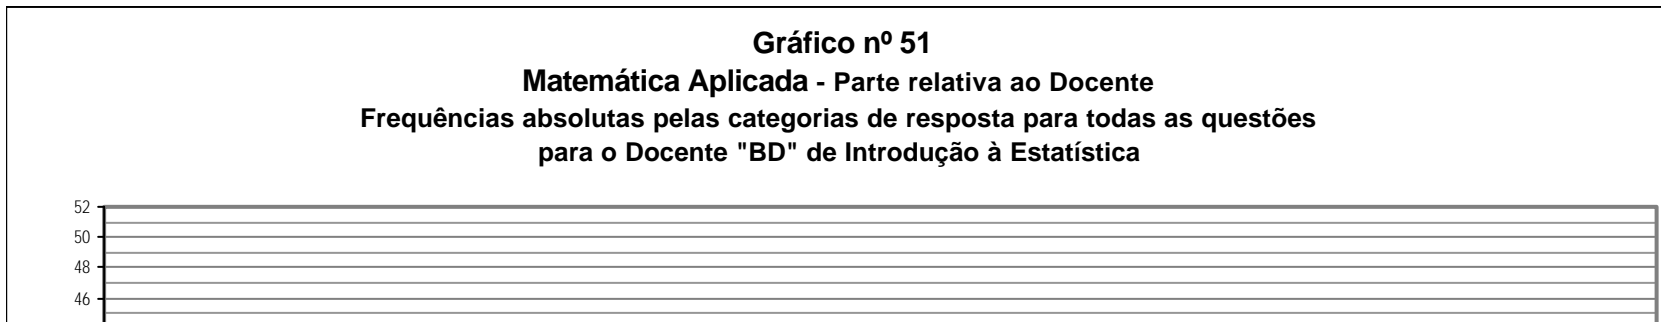 Gráfico nº 51
Matemática Aplicada - Parte relativa ao Docente
Frequências absolutas pelas categorias de resposta para todas as questões
para o Docente "BD" de Introdução à Estatística
52
50
48
46